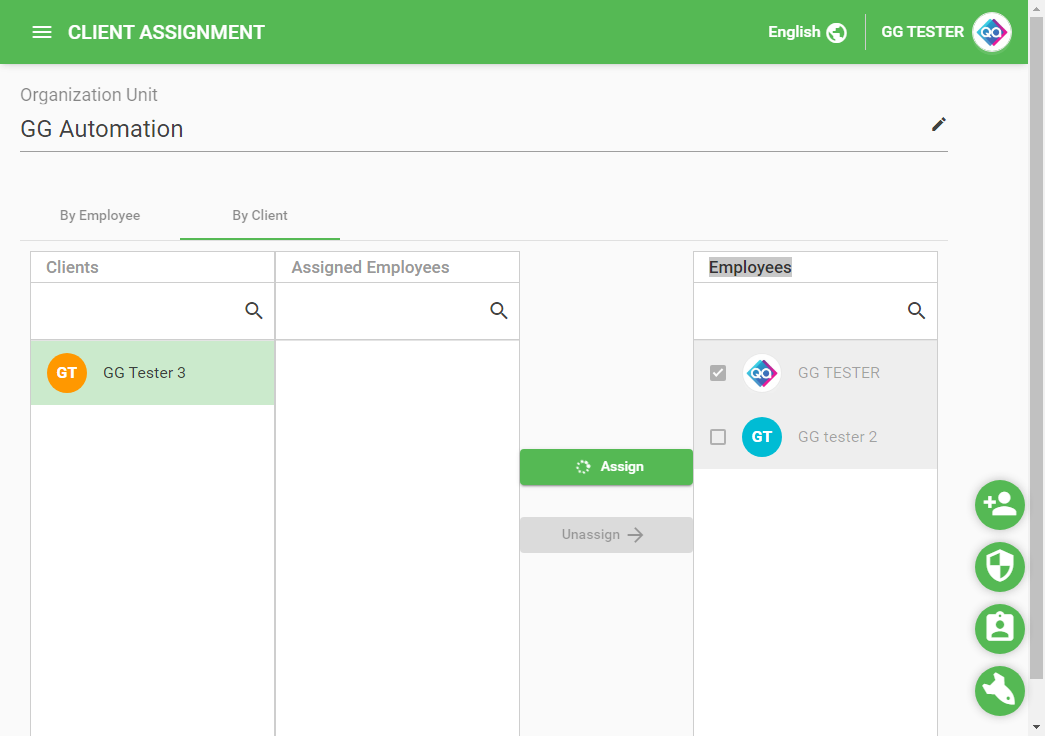 CLIENT ASSIGNMENT
English
GG TESTER
QA
Organization Unit
GG Automation
By Employee
By Client
Clients
Assigned Employees
Employees
GT
GG Tester 3
QA
GG TESTER
GT
GG tester 2
Assign
Unassign